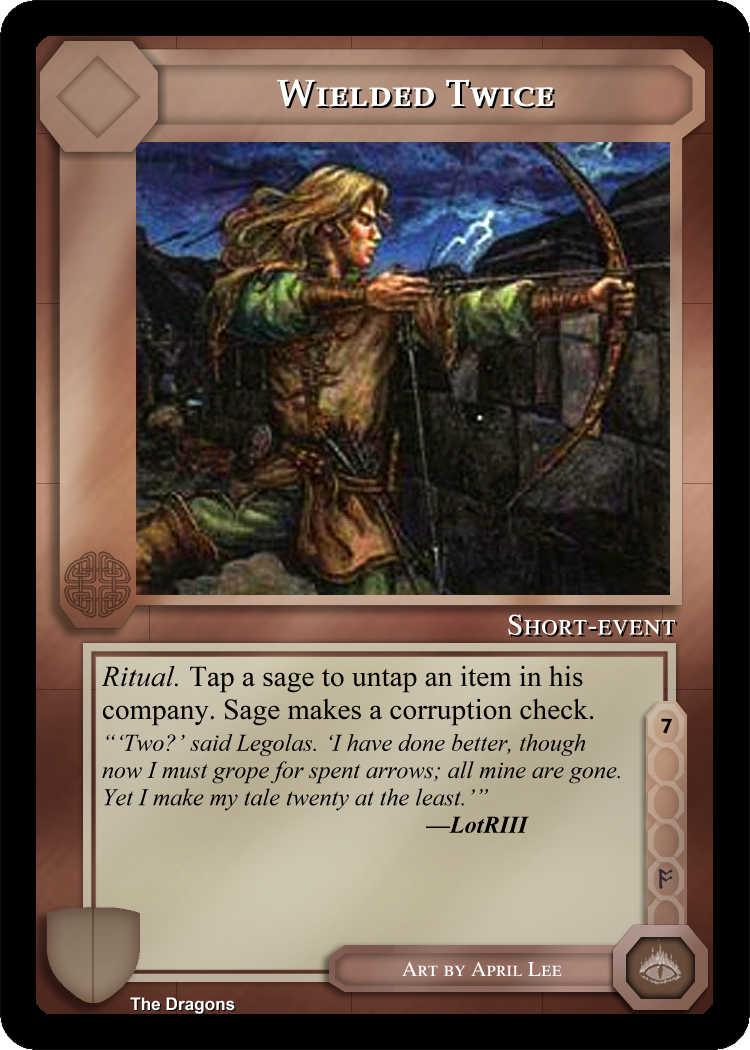 Wielded Twice
Short-event
Ritual. Tap a sage to untap an item in his
company. Sage makes a corruption check.
“‘Two?’ said Legolas. ‘I have done better, though
now I must grope for spent arrows; all mine are gone.
Yet I make my tale twenty at the least.’”
—LotRIII
7
Art by April Lee
The Dragons